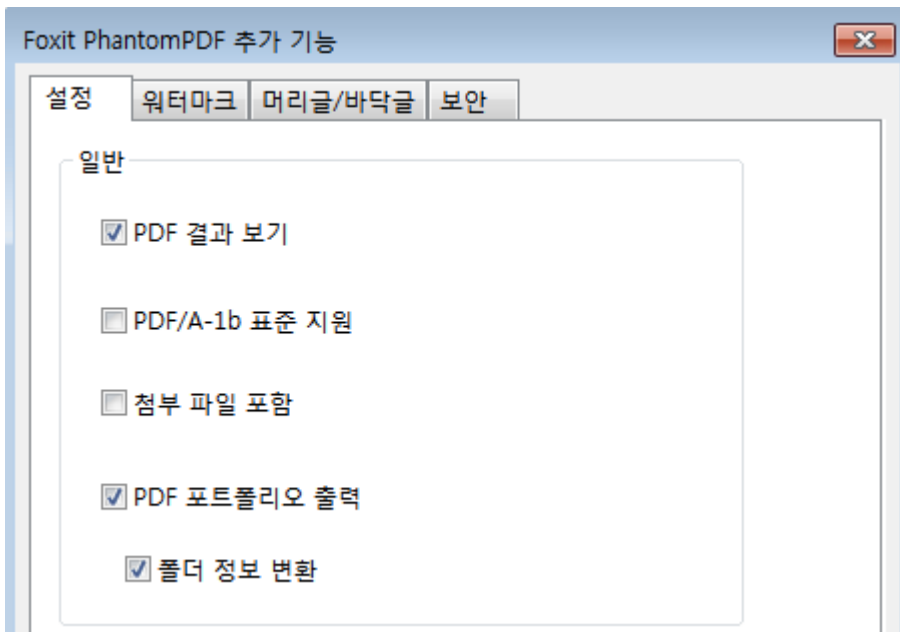 Foxit PhantomPDF 추가 기능
설정 워터마크 머리글/바닥글 보안
일반
PDF 결과 보기
PDF/A-1b 표준 지원
첨부 파일 포함
PDF 포트폴리오 출력
폴더 정보 변환